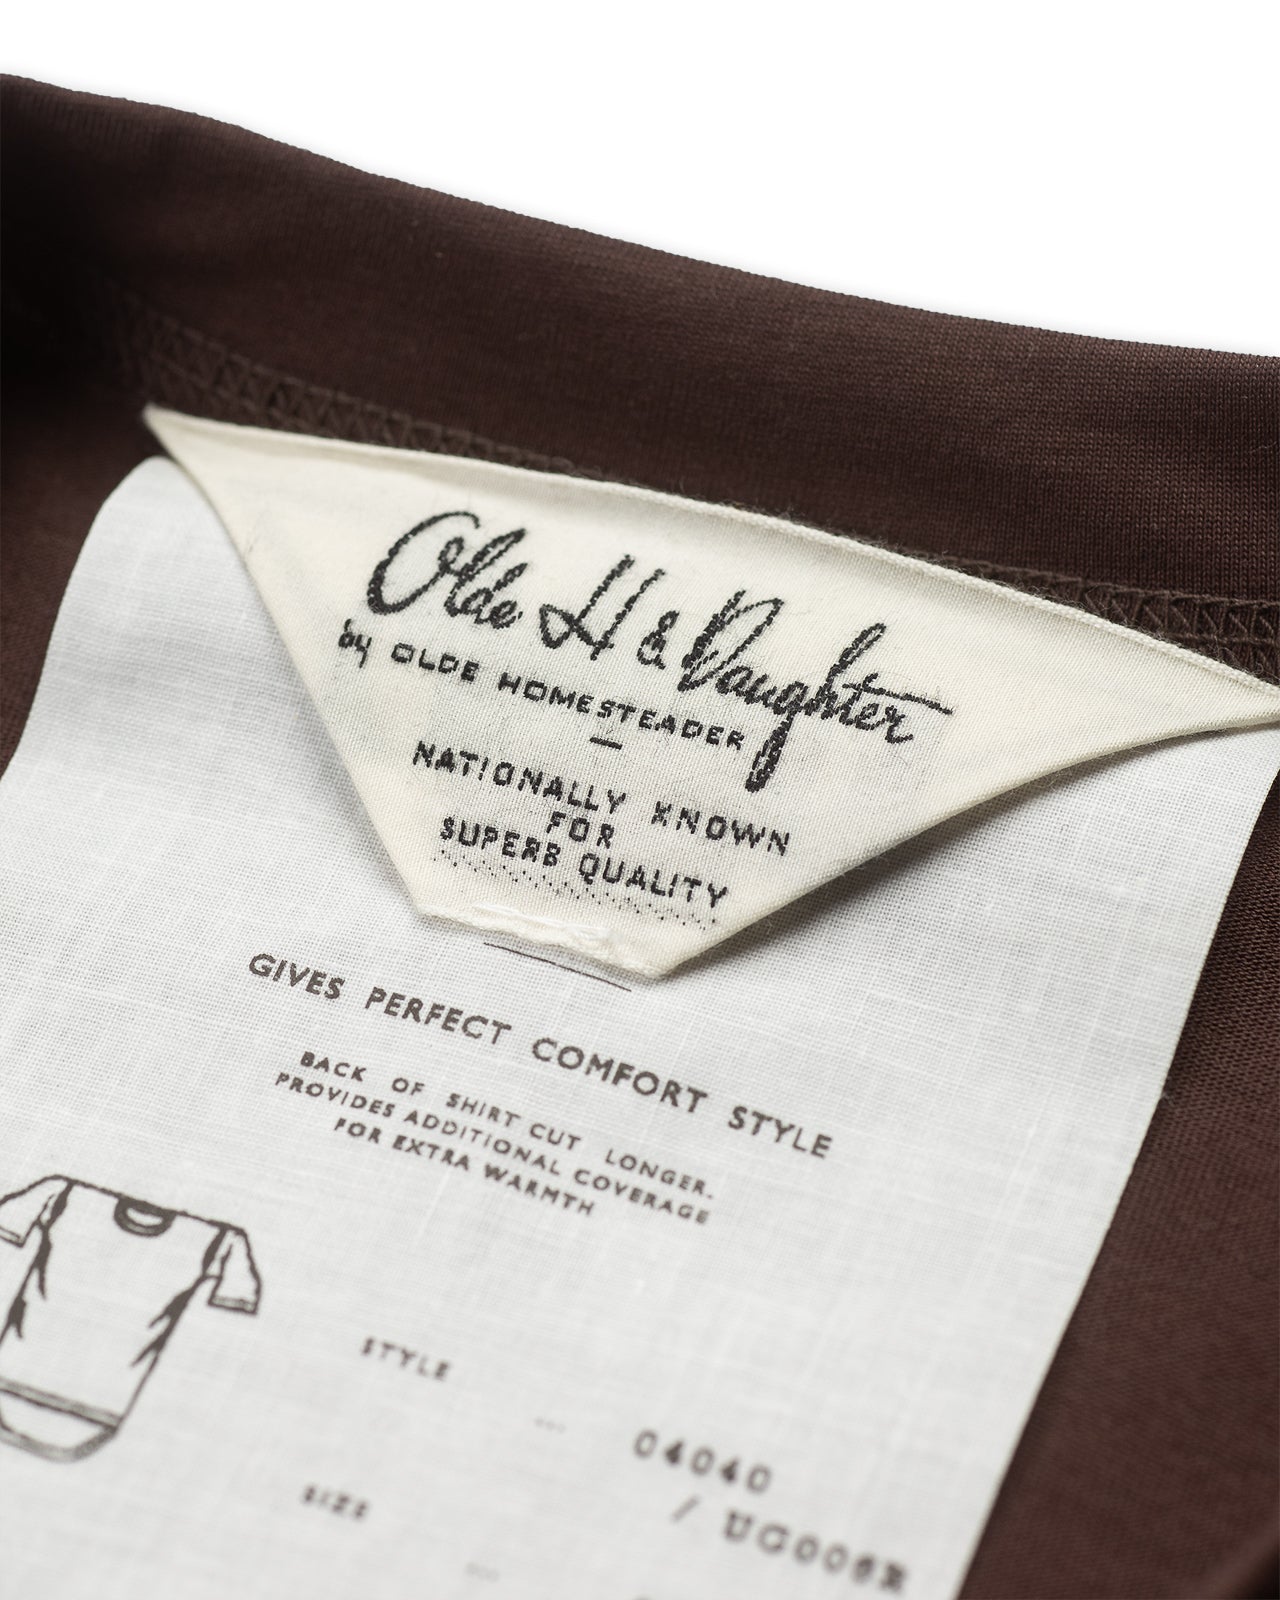 Olde H & Daughter
by OLDE HOMESTEADER
NATIONALLY KNOWN
FOR
SUPERB QUALITY
GIVES PERFECT COMFORT STYLE
BACK OF SHIRT CUT LONGER.
PROVIDES ADDITIONAL COVERAGE
FOR EXTRA WARMTH
STYLE ... 04040
/ UG006R
SIZE ...